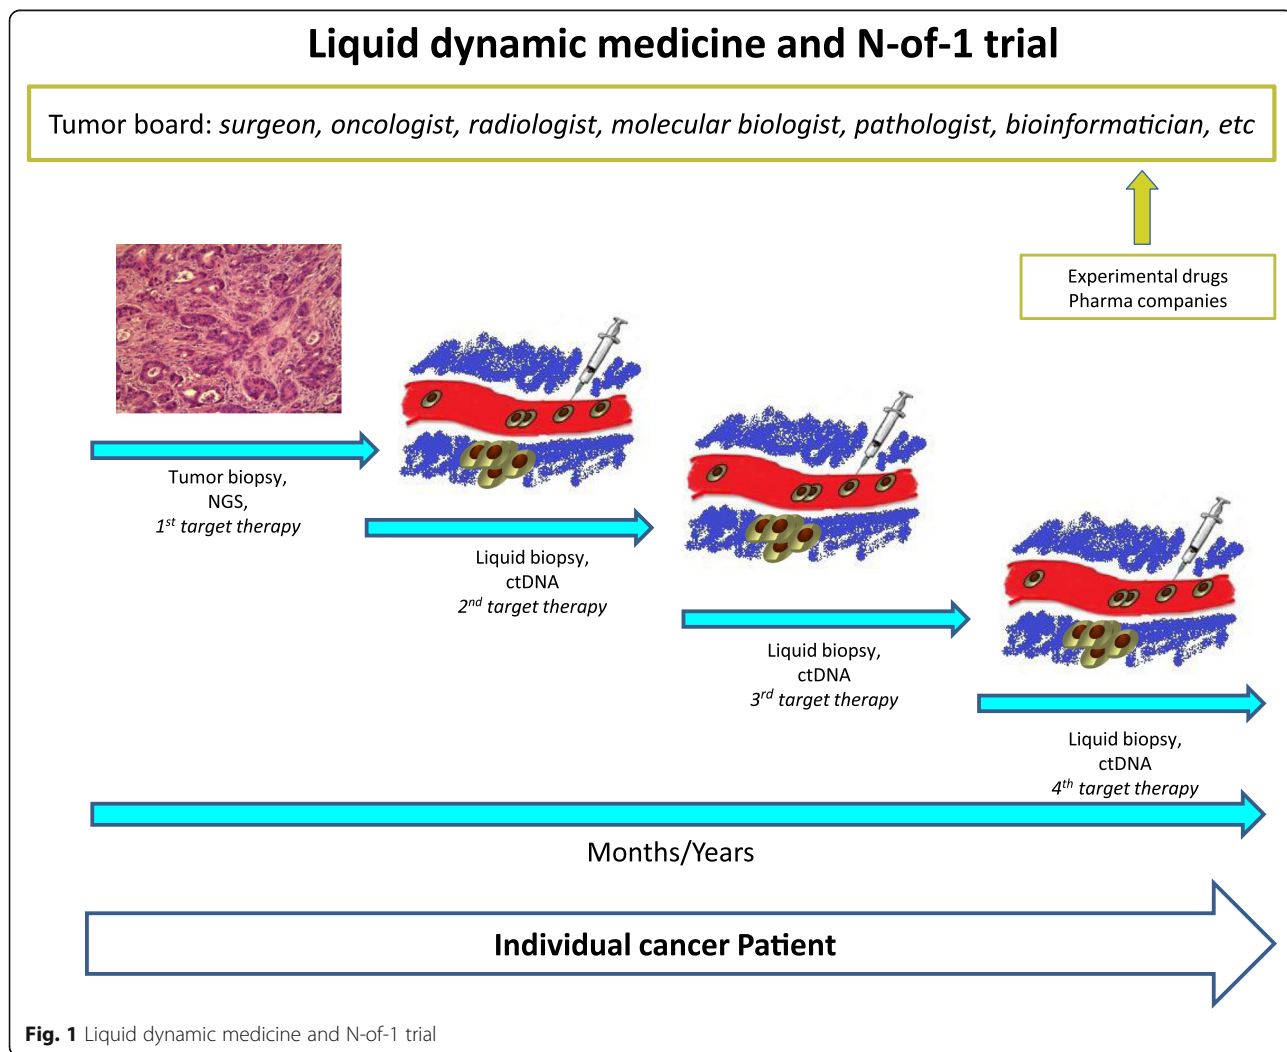 Liquid dynamic medicine and N-of-1 trial
Tumor board: surgeon, oncologist, radiologist, molecular biologist, pathologist, bioinformatician, etc
Experimental drugs
Pharma companies
Tumor biopsy,
NGS,
1st target therapy
Liquid biopsy,
ctDNA
2nd target therapy
Liquid biopsy,
ctDNA
3rd target therapy
Liquid biopsy,
ctDNA
4th target therapy
Months/Years
Individual cancer Patient
Fig. 1 Liquid dynamic medicine and N-of-1 trial